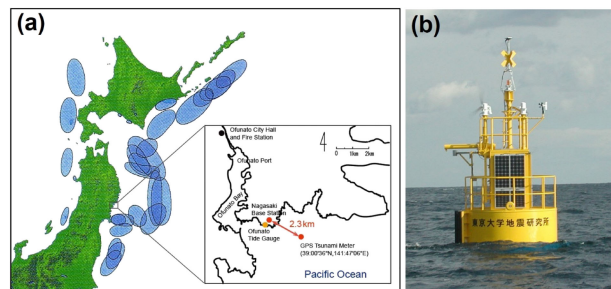 (a)
Ofunato City Hall
and Fire Station
0 1km 2km
Ofunato Port
Ofunato Bay
Nagasaki
Base Station
2.3km
Ofunato
Tide Gauge
GPS Tsunami Meter
(39:00'36"N,141:47'06"E)
Pacific Ocean
(b)
東京大学地震研究所